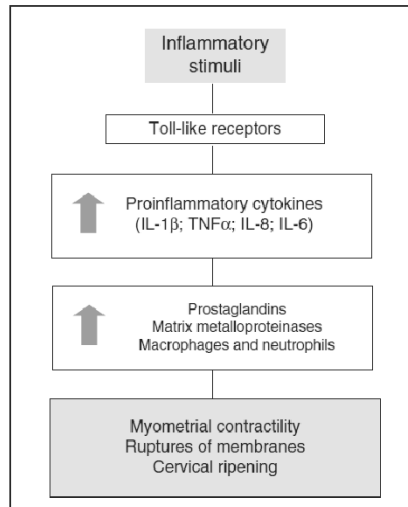 Inflammatory
stimuli
Toll-like receptors
Proinflammatory cytokines
(IL-1β; TNFα; IL-8; IL-6)
Prostaglandins
Matrix metalloproteinases
Macrophages and neutrophils
Myometrial contractility
Ruptures of membranes
Cervical ripening